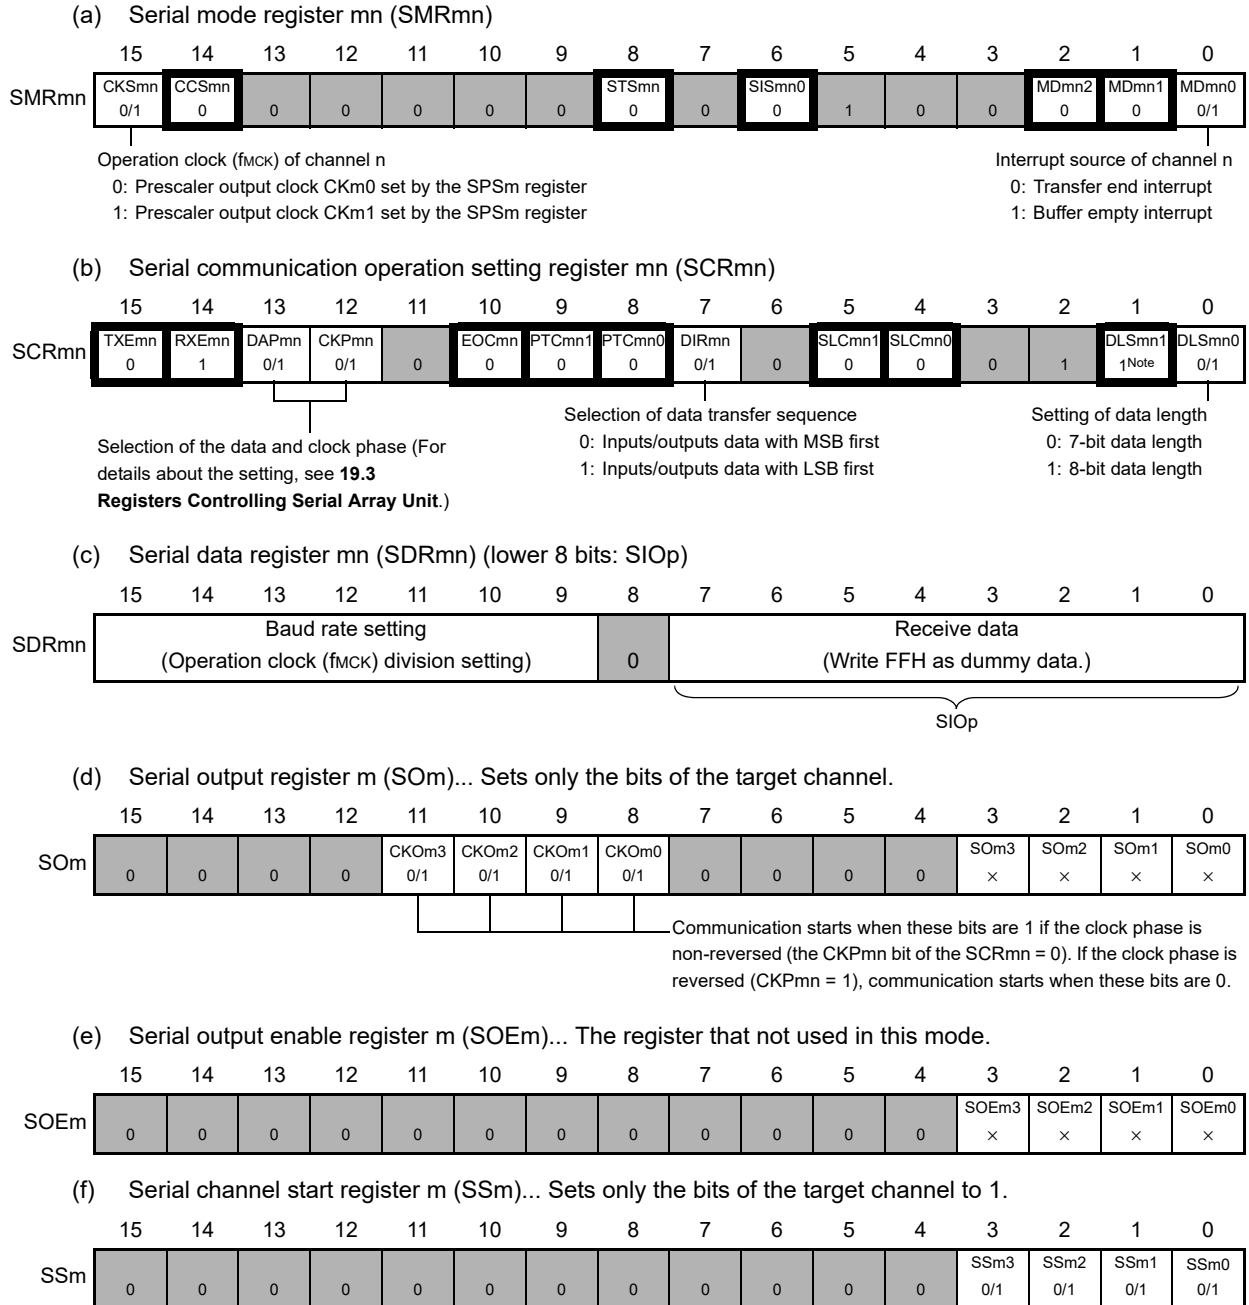 (a) Serial mode register mn (SMRmn)
15 14 13 12 11 10 9 8 7 6 5 4 3 2 1 0
SMRmn
CKSmn CCSmn STSmn SISmn0 MDmn2 MDmn1 MDmn0
0/1 0 0 0 0 0 0 0 0 0 1 0 0 0 0 0/1
Operation clock (fMCK) of channel n
0: Prescaler output clock CKm0 set by the SPSm register
1: Prescaler output clock CKm1 set by the SPSm register
Interrupt source of channel n
0: Transfer end interrupt
1: Buffer empty interrupt
(b) Serial communication operation setting register mn (SCRmn)
15 14 13 12 11 10 9 8 7 6 5 4 3 2 1 0
SCRmn
TXEmn RXEmn DAPmn CKPmn EOCmn PTCmn1 PTCmn0 DIRmn SLCmn1 SLCmn0 DLSmn1 DLSmn0
0 1 0/1 0/1 0 0 0 0 0/1 0 0 0 0 1 1Note 0/1
Selection of the data and clock phase (For
details about the setting, see 19.3
Registers Controlling Serial Array Unit.)
Selection of data transfer sequence
0: Inputs/outputs data with MSB first
1: Inputs/outputs data with LSB first
Setting of data length
0: 7-bit data length
1: 8-bit data length
(c) Serial data register mn (SDRmn) (lower 8 bits: SIOp)
15 14 13 12 11 10 9 8 7 6 5 4 3 2 1 0
SDRmn
Baud rate setting
(Operation clock (fMCK) division setting)
0
Receive data
(Write FFH as dummy data.)
SIOp
(d) Serial output register m (SOm)... Sets only the bits of the target channel.
15 14 13 12 11 10 9 8 7 6 5 4 3 2 1 0
SOm
CKOm3 CKOm2 CKOm1 CKOm0 SOm3 SOm2 SOm1 SOm0
0 0 0 0 0/1 0/1 0/1 0/1 0 0 0 0 × × × ×
Communication starts when these bits are 1 if the clock phase is
non-reversed (the CKPmn bit of the SCRmn = 0). If the clock phase is
reversed (CKPmn = 1), communication starts when these bits are 0.
(e) Serial output enable register m (SOEm)... The register that not used in this mode.
15 14 13 12 11 10 9 8 7 6 5 4 3 2 1 0
SOEm
SOEm3 SOEm2 SOEm1 SOEm0
0 0 0 0 0 0 0 0 0 0 0 0 × × × ×
(f) Serial channel start register m (SSm)... Sets only the bits of the target channel to 1.
15 14 13 12 11 10 9 8 7 6 5 4 3 2 1 0
SSm
SSm3 SSm2 SSm1 SSm0
0 0 0 0 0 0 0 0 0 0 0 0 0/1 0/1 0/1 0/1